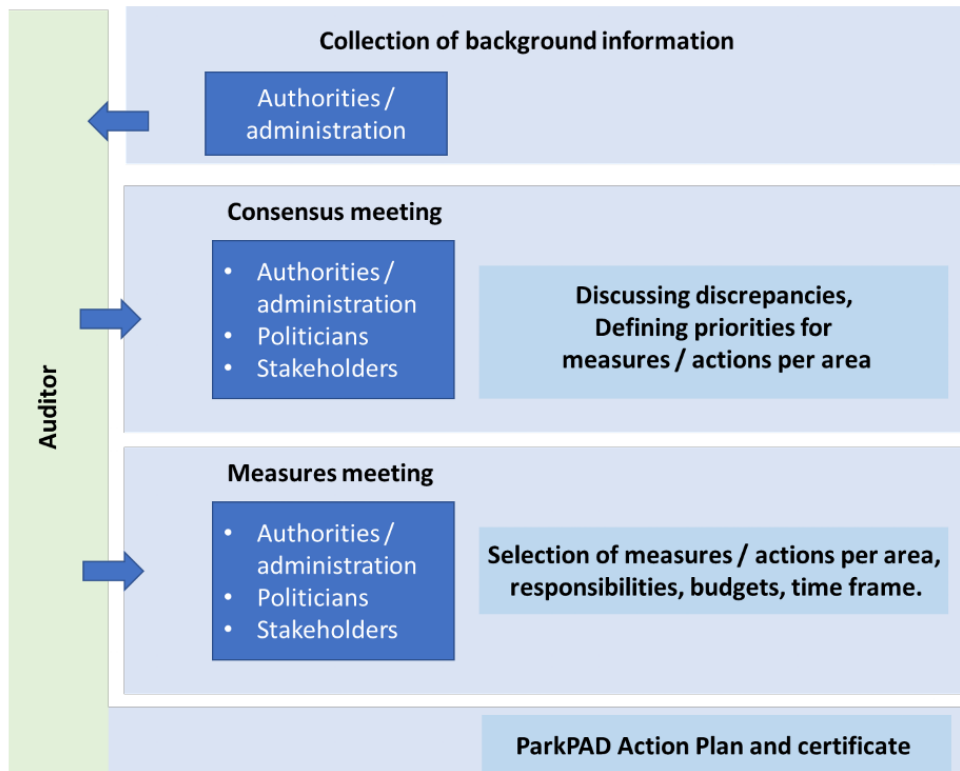 Collection of background information
Authorities /
administration
Auditor
Consensus meeting
• Authorities /
administration
• Politicians
• Stakeholders
Discussing discrepancies,
Defining priorities for
measures / actions per area
Measures meeting
• Authorities /
administration
• Politicians
• Stakeholders
Selection of measures / actions per area,
responsibilities, budgets, time frame.
ParkPAD Action Plan and certificate